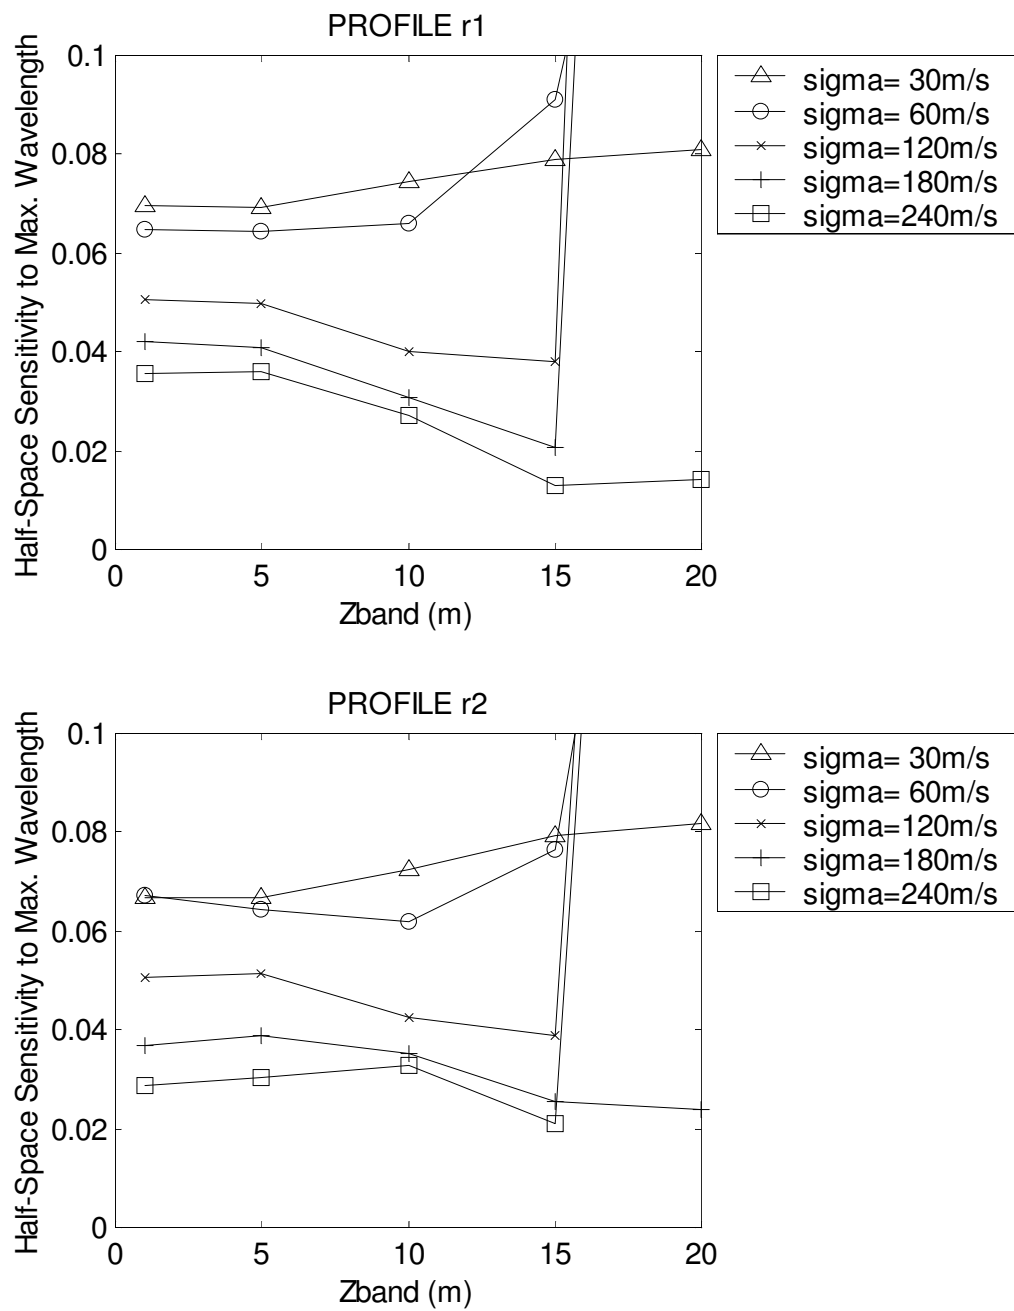 PROFILE r1
Half-Space Sensitivity to Max. Wavelength
0.1
0.08
0.06
0.04
0.02
0
0 5 10 15 20
Zband (m)
sigma= 30m/s
sigma= 60m/s
sigma=120m/s
sigma=180m/s
sigma=240m/s
PROFILE r2
Half-Space Sensitivity to Max. Wavelength
0.1
0.08
0.06
0.04
0.02
0
0 5 10 15 20
Zband (m)
sigma= 30m/s
sigma= 60m/s
sigma=120m/s
sigma=180m/s
sigma=240m/s